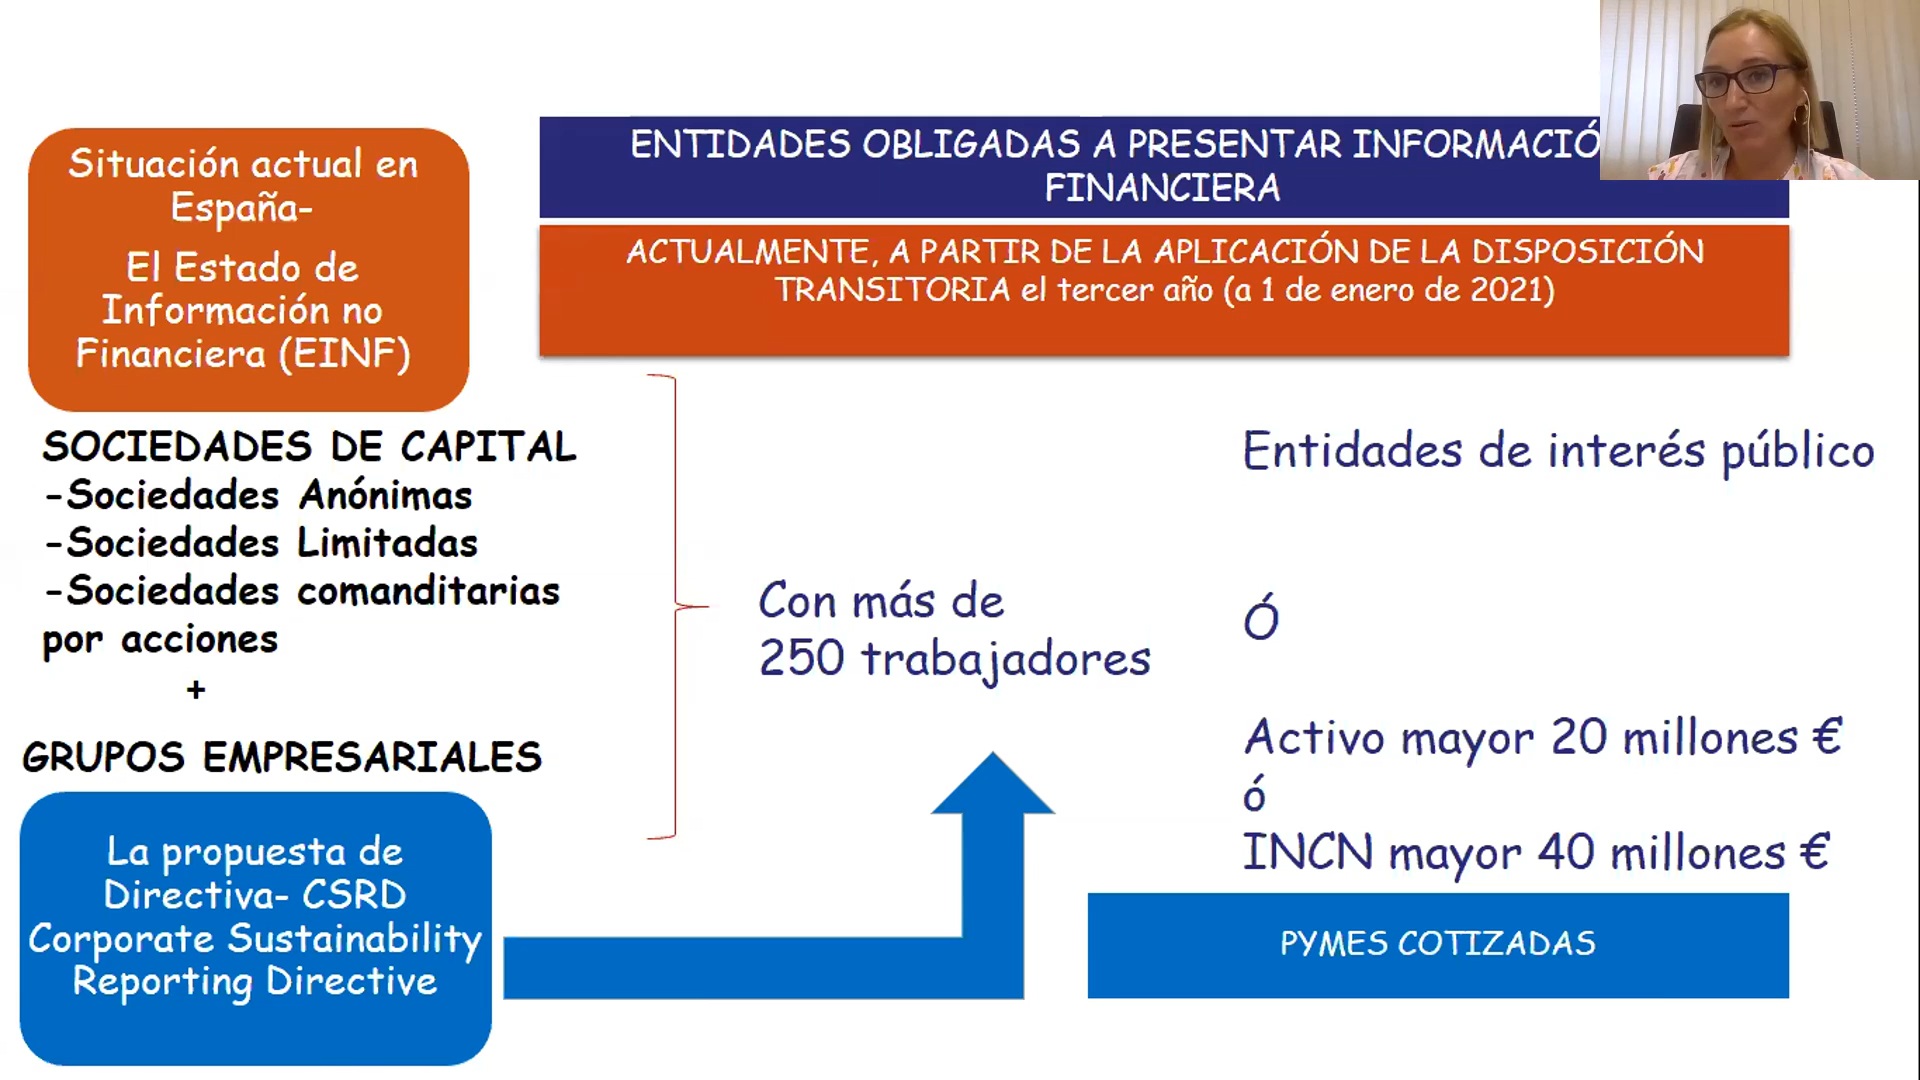 Situación actual en
España-
El Estado de
Información no
Financiera (EINF)
ENTIDADES OBLIGADAS A PRESENTAR INFORMACIÓ
FINANCIERA
ACTUALMENTE, A PARTIR DE LA APLICACIÓN DE LA DISPOSICIÓN
TRANSITORIA el tercer año (a 1 de enero de 2021)
SOCIEDADES DE CAPITAL
-Sociedades Anónimas
-Sociedades Limitadas
-Sociedades comanditarias
por acciones
+
GRUPOS EMPRESARIALES
Con más de
250 trabajadores
Entidades de interés público
Ó
Activo mayor 20 millones €
ó
INCN mayor 40 millones €
La propuesta de
Directiva- CSRD
Corporate Sustainability
Reporting Directive
PYMES COTIZADAS